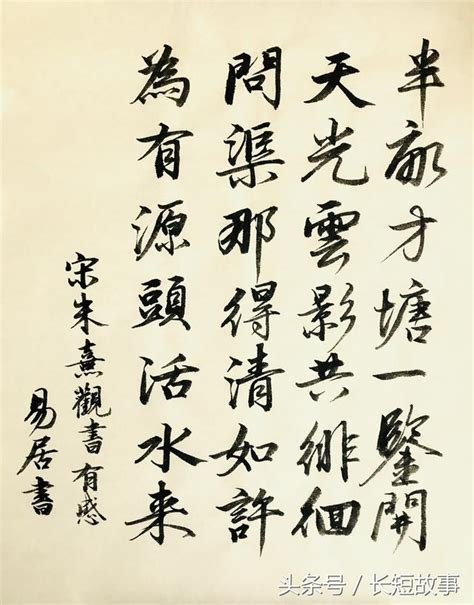 半畝方塘一鑒開
天光雲影共徘徊
問渠那得清如許
為有源頭活水来
宋朱熹觀書有感
易居書
头条号/长短故事